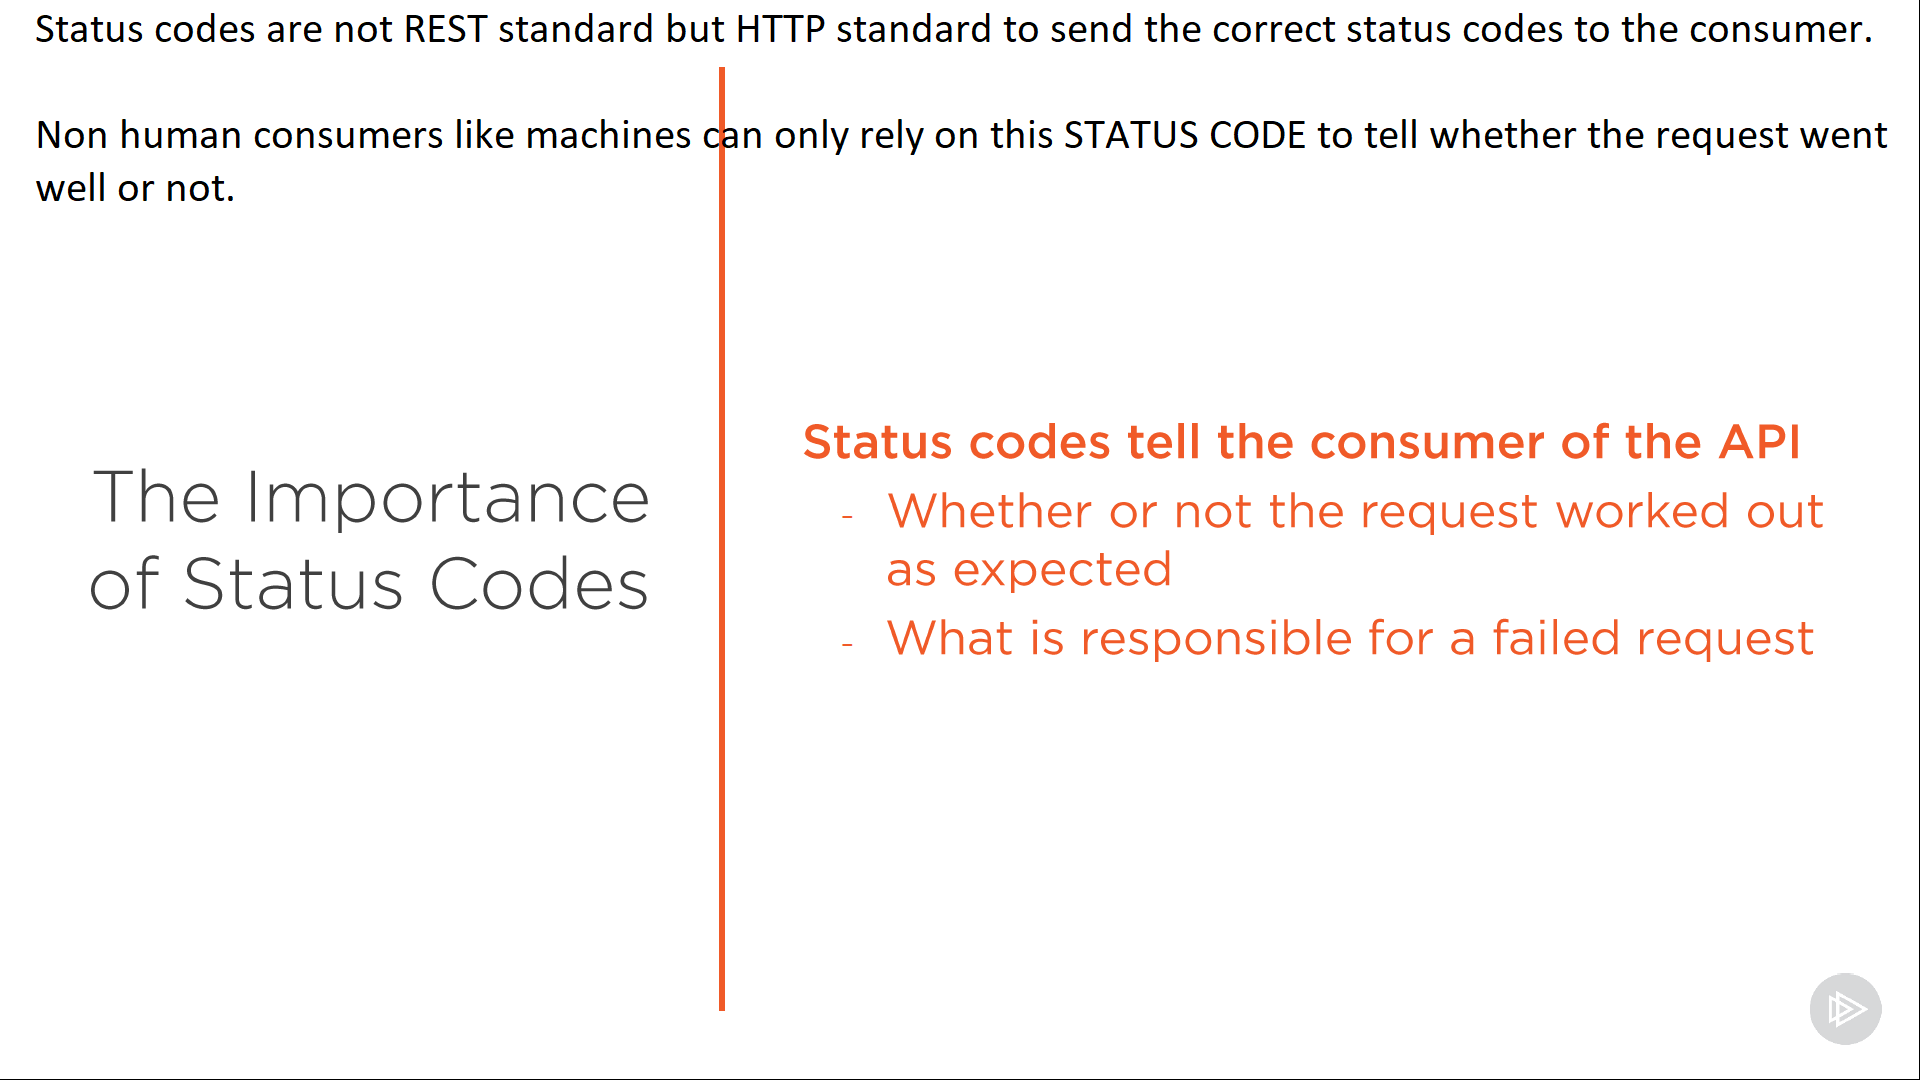 Status codes are not REST standard but HTTP standard to send the correct status codes to the consumer.
Non human consumers like machines can only rely on this STATUS CODE to tell whether the request went
well or not.
The Importance
of Status Codes
Status codes tell the consumer of the API
- Whether or not the request worked out
as expected
- What is responsible for a failed request